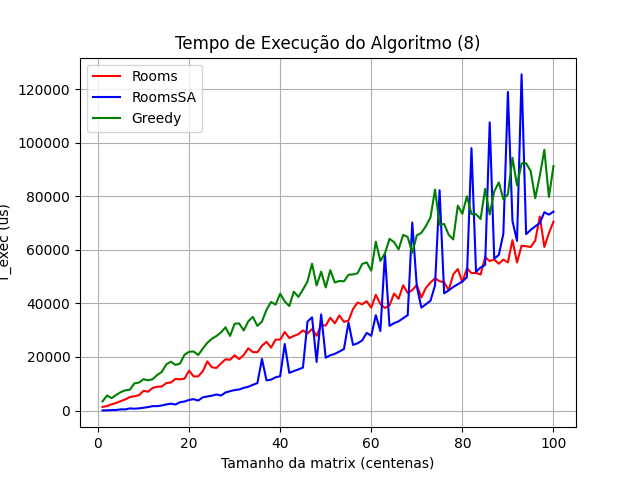 Tempo de Execução do Algoritmo (8)
Rooms
RoomsSA
Greedy
120000
100000
80000
60000
40000
20000
0
T_exec (us)
0 20 40 60 80 100
Tamanho da matrix (centenas)